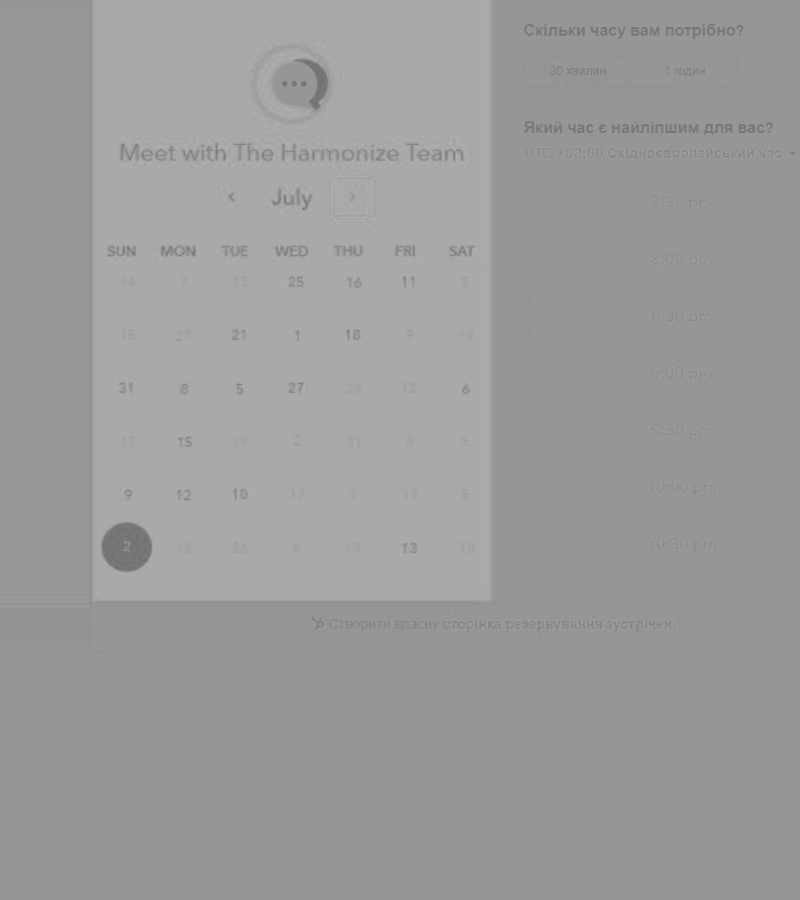 Meet with The Harmonize Team
July
SUN MON TUE WED THU FRI SAT
14 7 13 25 16 11 5
15 27 21 1 18 9 19
31 8 5 27 29 12 6
17 15 19 2 31 8 5
9 12 10 17 7 17 5
2 18 26 6 19 13 10
Скільки часу вам потрібно?
30 хвилин 1 годин
Який час є найліпшим для вас?
UTC +03:00 Східноєвропейський час
7:30 pm
8:00 pm
8:30 pm
9:00 pm
9:30 pm
10:00 pm
10:30 pm
Створити власну сторінка резервування зустрічей